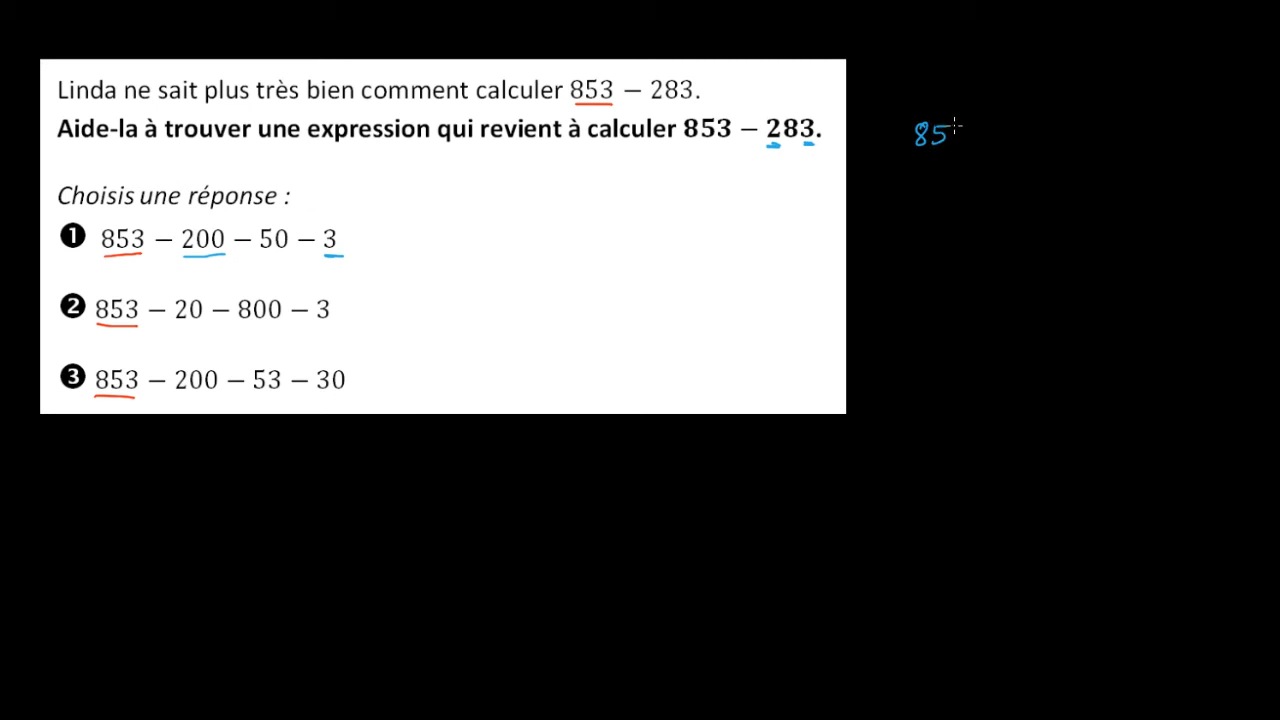 Linda ne sait plus très bien comment calculer 853 − 283.
Aide-la à trouver une expression qui revient à calculer 853 − 283.
85
Choisis une réponse :
❶ 853 − 200 − 50 − 3
❷ 853 − 20 − 800 − 3
❸ 853 − 200 − 53 − 30